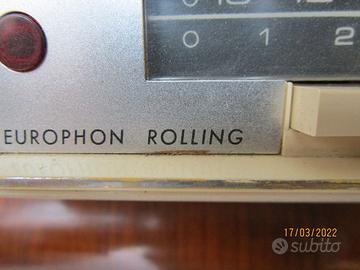 0 1 2
EUROPHON ROLLING
17/03/2022
subito